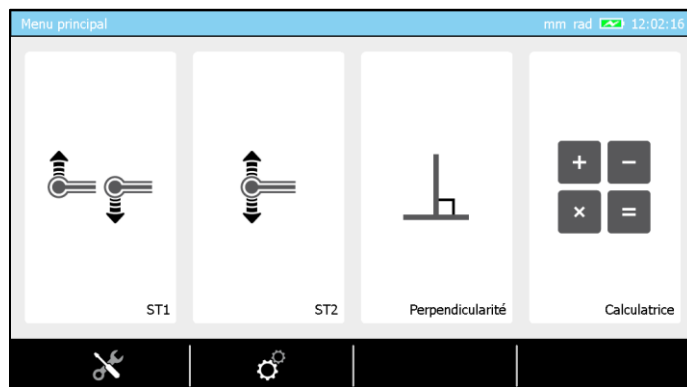 Menu principal
mm rad 12:02:16
ST1
ST2
Perpendicularité
Calculatrice